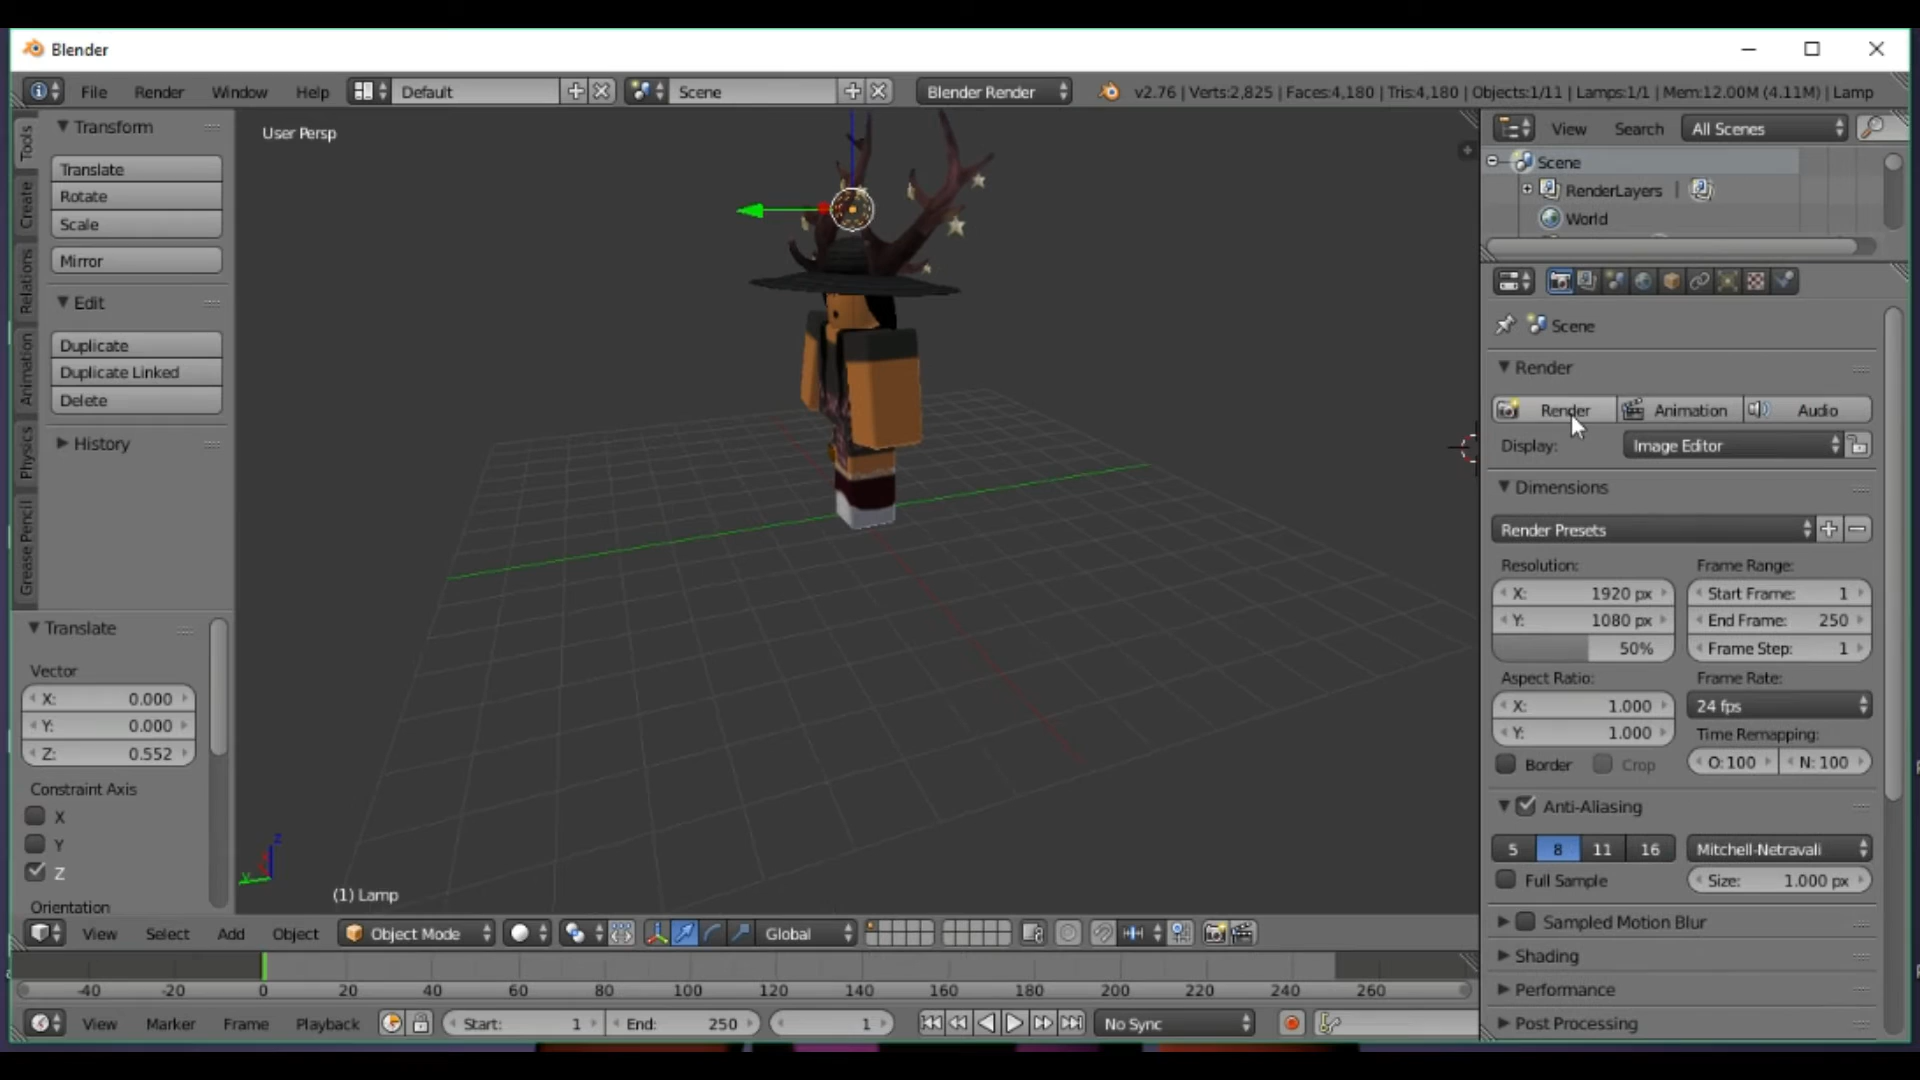 Blender
File Render Window Help Default Scene Blender Render v2.76 | Verts:2,825 | Faces:4,180 | Tris:4,180 | Objects:1/11 | Lamps:1/1 | Mem:12.00M (4.11M) | Lamp
Tools
Create
Relations
Animation
Physics
Grease Pencil
Transform
Translate
Rotate
Scale
Mirror
Edit
Duplicate
Duplicate Linked
Delete
History
Translate
Vector
X: 0.000
Y: 0.000
Z: 0.552
Constraint Axis
X
Y
Z
Orientation
User Persp
z
y
(1) Lamp
View Select Add Object Object Mode Global
-40 -20 0 20 40 60 80 100 120 140 160 180 200 220 240 260
View Marker Frame Playback Start: 1 End: 250 1 No Sync
View Search All Scenes
Scene
RenderLayers |
World
Scene
Render
Render Animation Audio
Display: Image Editor
Dimensions
Render Presets
Resolution: Frame Range:
X: 1920 px Start Frame: 1
Y: 1080 px End Frame: 250
50% Frame Step: 1
Aspect Ratio: Frame Rate:
X: 1.000 24 fps
Y: 1.000 Time Remapping:
Border Crop O: 100 N: 100
Anti-Aliasing
5 8 11 16 Mitchell-Netravali
Full Sample Size: 1.000 px
Sampled Motion Blur
Shading
Performance
Post Processing